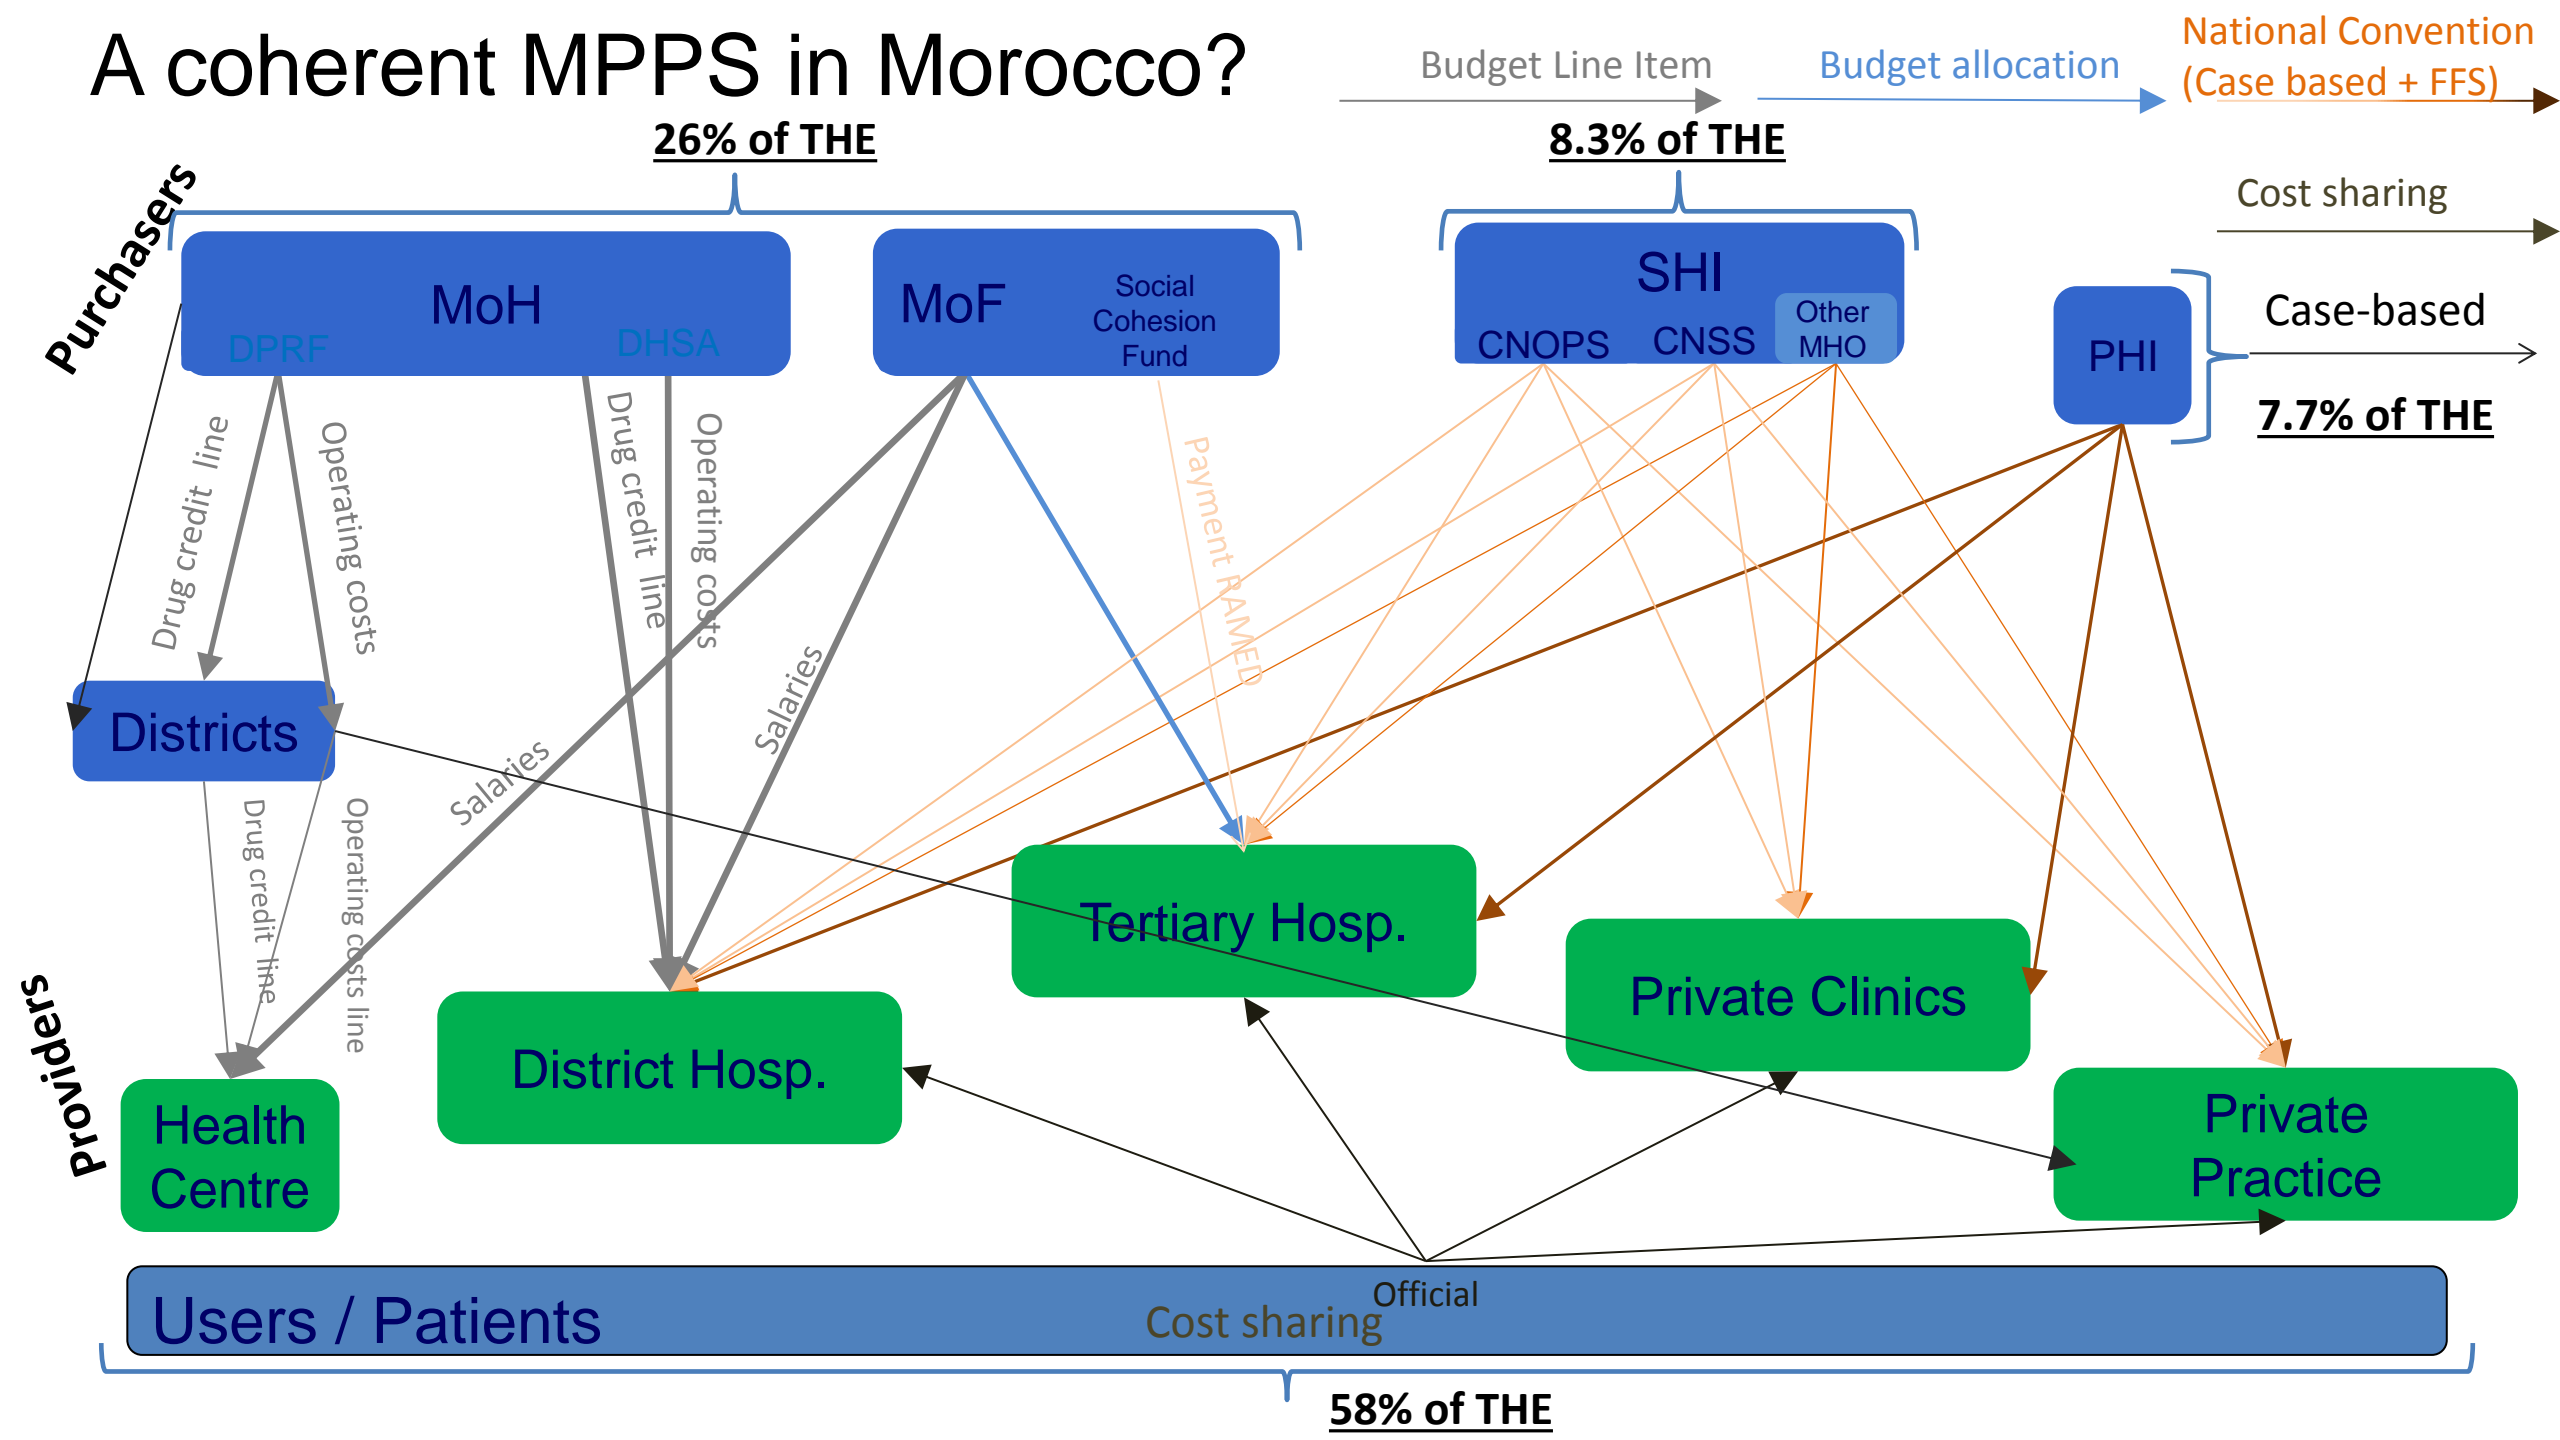 A coherent MPPS in Morocco?
Budget Line Item
Budget allocation
National Convention
(Case based + FFS)
26% of THE
8.3% of THE
Cost sharing
Purchasers
MoH
DPRF
DHSA
MoF
Social
Cohesion
Fund
SHI
CNOPS
CNSS
Other
MHO
PHI
Case-based
7.7% of THE
Drug credit line
Operating costs
Drug credit line
Operating costs
Payment RAMED
Salaries
Salaries
Districts
Drug credit line
Operating costs line
Tertiary Hosp.
Private Clinics
District Hosp.
Providers
Health
Centre
Private
Practice
Official
Users / Patients
Cost sharing
58% of THE